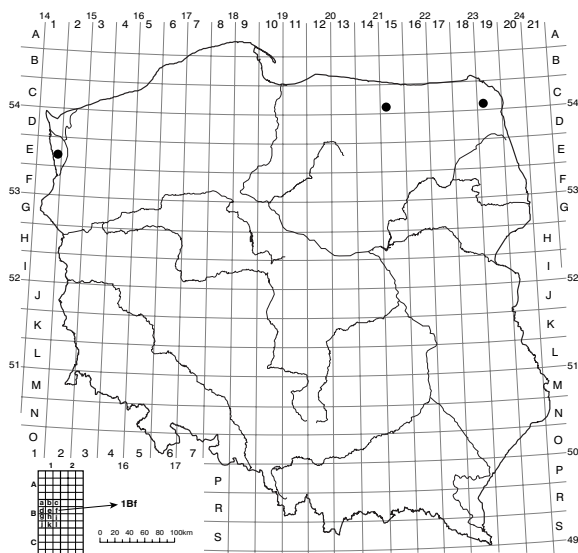 14 15 16 17 18 19 20 21 22 23 24
1 2 3 4 5 6 7 8 9 10 11 12 13 14 15 16 17 18 19 20 21
A A
B B
C C
54 54
D D
E E
F F
53 53
G G
H H
I I
52 52
J J
K K
L L
51 51
M M
N N
O O
1 2 3 4 5 6 7 50
16 17
P P
R R
S S
49
1 2
A
a b c
B
1Bf
C
0 20 40 60 80 100km